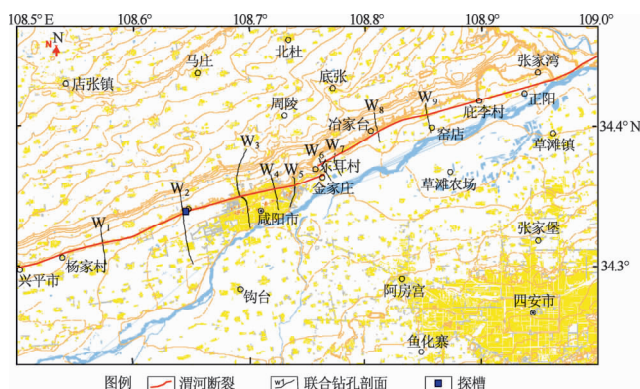 108.5°E 108.6° 108.7° 108.8° 108.9° 109.0°
N
N
北杜
马庄
张家湾
店张镇
底张
正阳
周陵
W8
W9
庇李村
冶家台
窑店
34.4°N
草滩镇
W3
W
W7
东耳村
W4
W5
金家庄
草滩农场
W2
咸阳市
W1
张家堡
杨家村
34.3°
兴平市
钩台
阿房宫
四安市
鱼化寨
图例 渭河断裂 W5 联合钻孔剖面 探槽